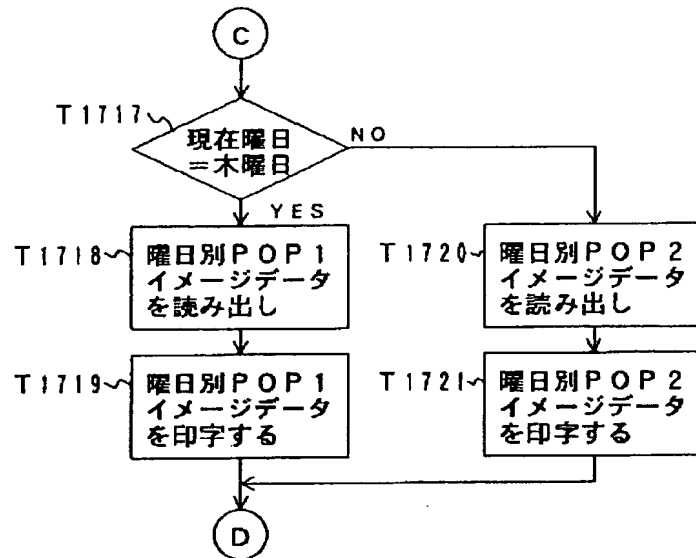 C
T1717
現在曜日
=木曜日
NO
YES
T1718
曜日別POP1
イメージデータ
を読み出し
T1720
曜日別POP2
イメージデータ
を読み出し
T1719
曜日別POP1
イメージデータ
を印字する
T1721
曜日別POP2
イメージデータ
を印字する
D